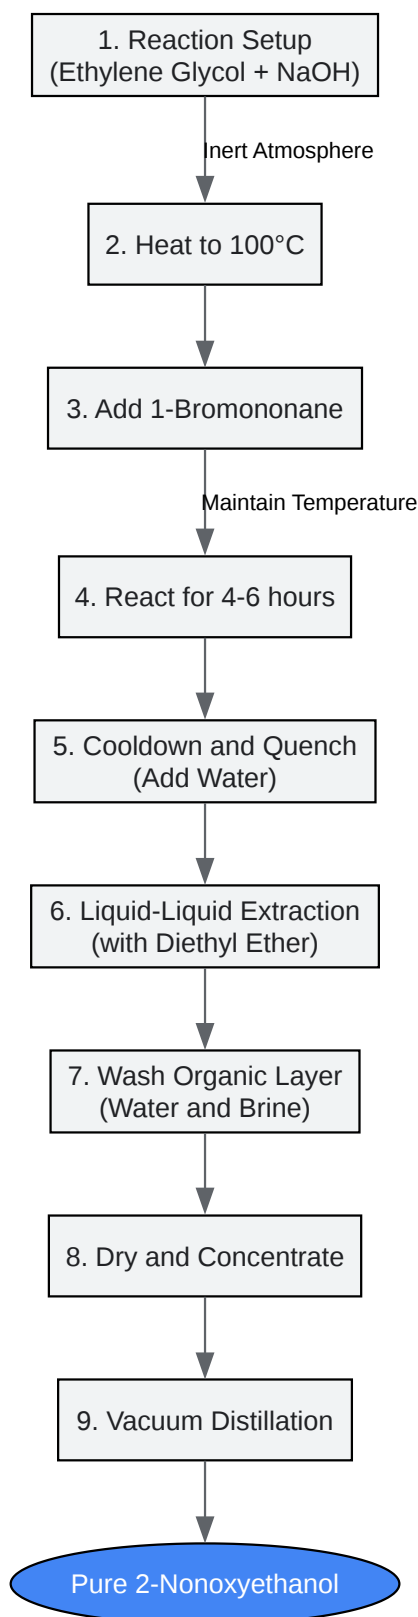 1. Reaction Setup
(Ethylene Glycol + NaOH)
Inert Atmosphere
2. Heat to 100°C
3. Add 1-Bromononane
Maintain Temperature
4. React for 4-6 hours
5. Cooldown and Quench
(Add Water)
6. Liquid-Liquid Extraction
(with Diethyl Ether)
7. Wash Organic Layer
(Water and Brine)
8. Dry and Concentrate
9. Vacuum Distillation
Pure 2-Nonoxyethanol